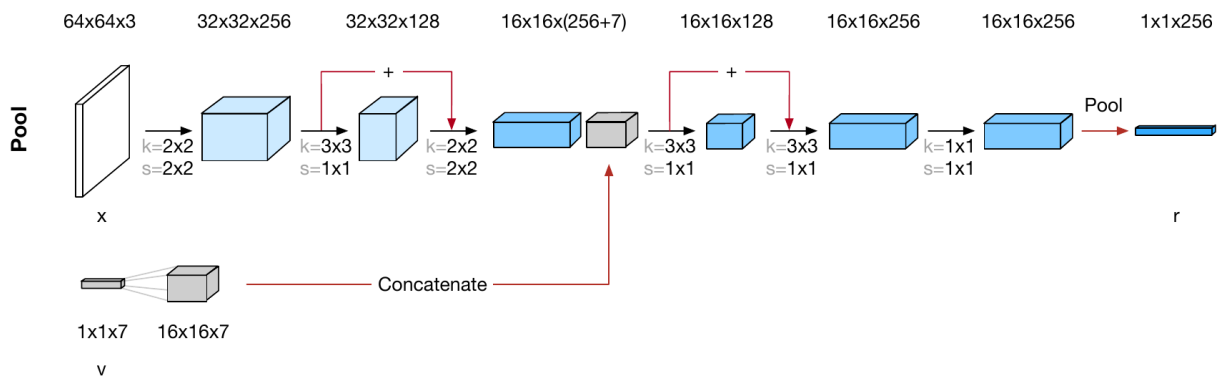 64x64x3 32x32x256 32x32x128 16x16x(256+7) 16x16x128 16x16x256 16x16x256 1x1x256
+ +
Pool
Pool
k=2x2 k=3x3 k=2x2 k=3x3 k=3x3 k=1x1
s=2x2 s=1x1 s=2x2 s=1x1 s=1x1 s=1x1
x r
Concatenate
1x1x7 16x16x7
v